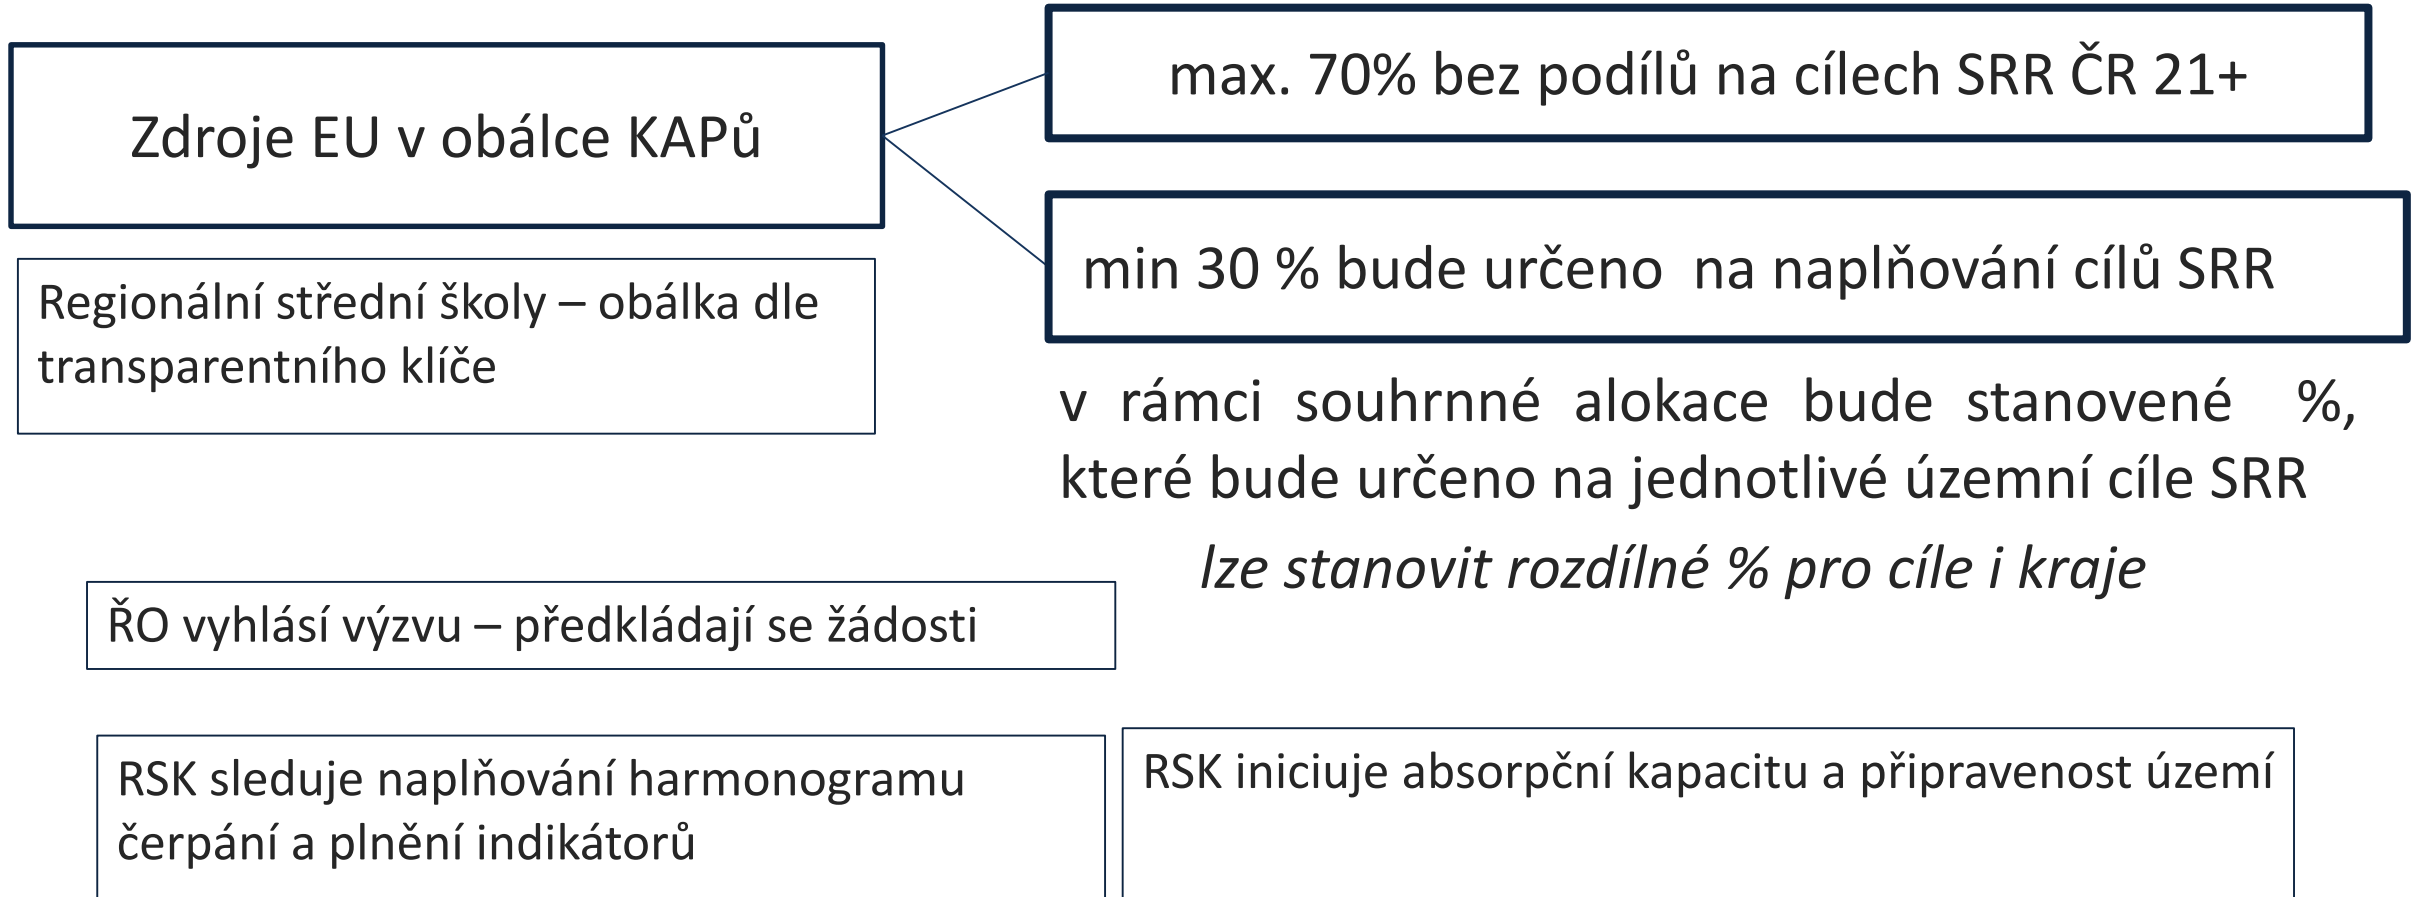 Zdroje EU v obálce KAPů
max. 70% bez podílů na cílech SRR ČR 21+
min 30 % bude určeno na naplňování cílů SRR
Regionální střední školy – obálka dle
transparentního klíče
v rámci souhrnné alokace bude stanovené %,
které bude určeno na jednotlivé územní cíle SRR
lze stanovit rozdílné % pro cíle i kraje
ŘO vyhlásí výzvu – předkládají se žádosti
RSK sleduje naplňování harmonogramu
čerpání a plnění indikátorů
RSK iniciuje absorpční kapacitu a připravenost území